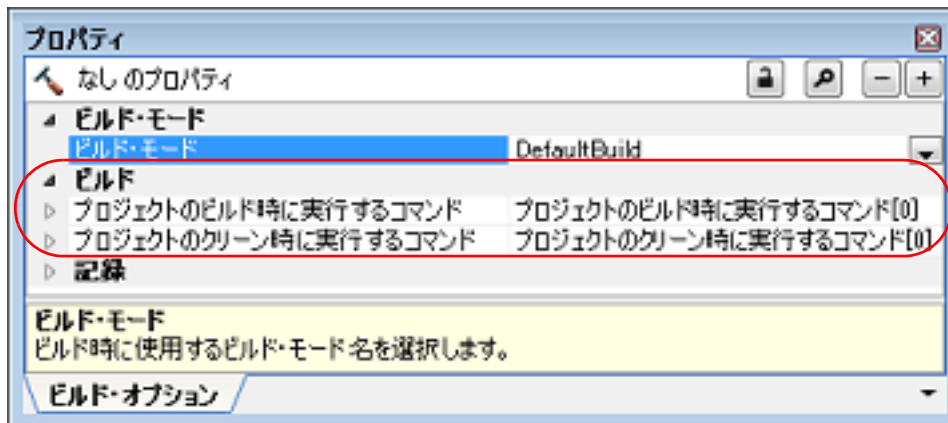 プロパティ
なし のプロパティ
ビルド・モード
ビルド・モード DefaultBuild
ビルド
プロジェクトのビルド時に実行するコマンド プロジェクトのビルド時に実行するコマンド[0]
プロジェクトのクリーン時に実行するコマンド プロジェクトのクリーン時に実行するコマンド[0]
記録
ビルド・モード
ビルド時に使用するビルド・モード名を選択します。
ビルド・オプション